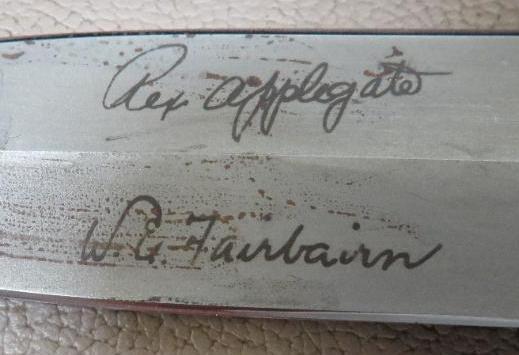 Rex Applegate
W.E. Fairbairn